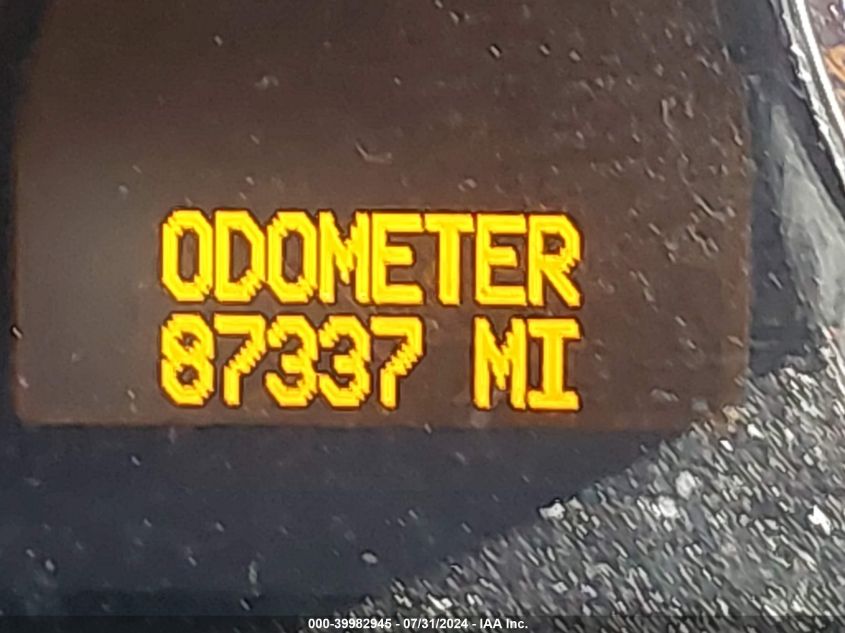 ODOMETER
87337 MI
000-39982945 - 07/31/2024 - IAA Inc.